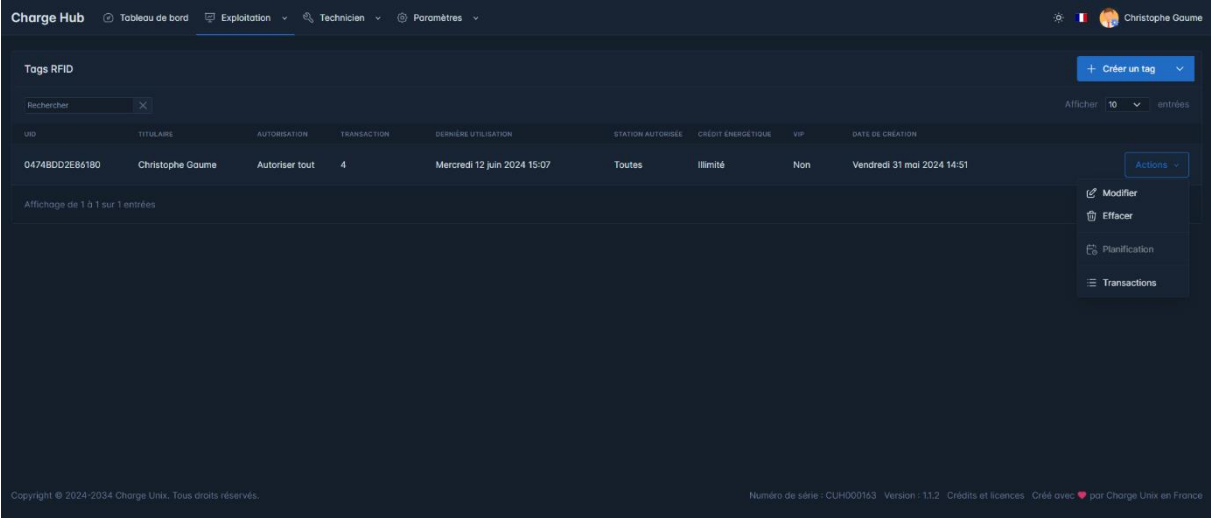 Charge Hub Tableau de bord Exploitation Technicien Paramètres Christophe Gaume
Tags RFID + Créer un tag
Rechercher Afficher 10 entrées
UID TITULAIRE AUTORISATION TRANSACTION DERNIÈRE UTILISATION STATION AUTORISÉE CRÉDIT ÉNERGÉTIQUE VIP DATE DE CRÉATION
0474BDD2E86180 Christophe Gaume Autoriser tout 4 Mercredi 12 juin 2024 15:07 Toutes Illimité Non Vendredi 31 mai 2024 14:51 Actions
Modifier
Affichage de 1 à 1 sur 1 entrées
Effacer
Planification
Transactions
Copyright © 2024-2034 Charge Unix. Tous droits réservés. Numéro de série : CUH000163 Version : 1.1.2 Crédits et licences Créé avec ♥ par Charge Unix en France